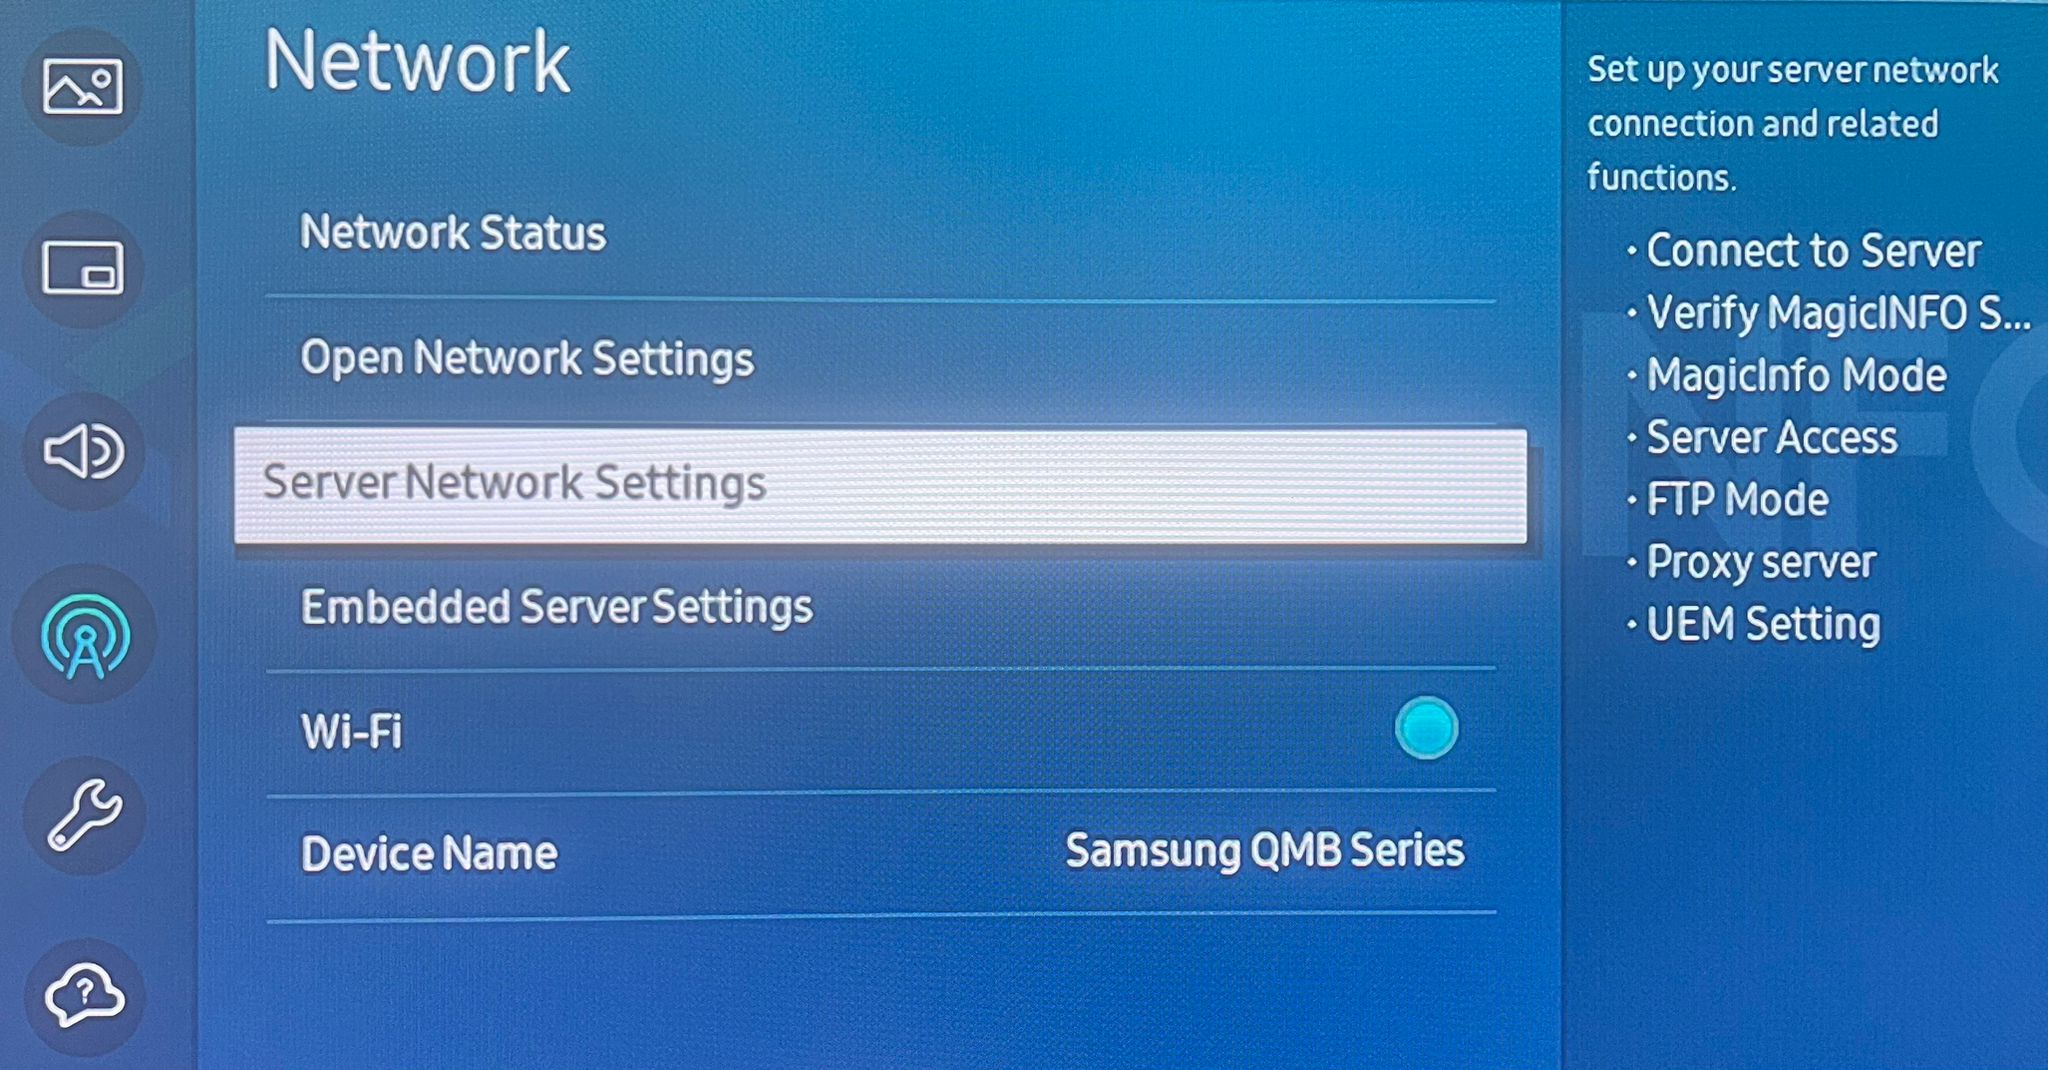 Network
Network Status
Open Network Settings
Server Network Settings
Embedded Server Settings
Wi-Fi
Device Name Samsung QMB Series
Set up your server network
connection and related
functions.
· Connect to Server
· Verify MagicINFO S...
· MagicInfo Mode
· Server Access
· FTP Mode
· Proxy server
· UEM Setting
?